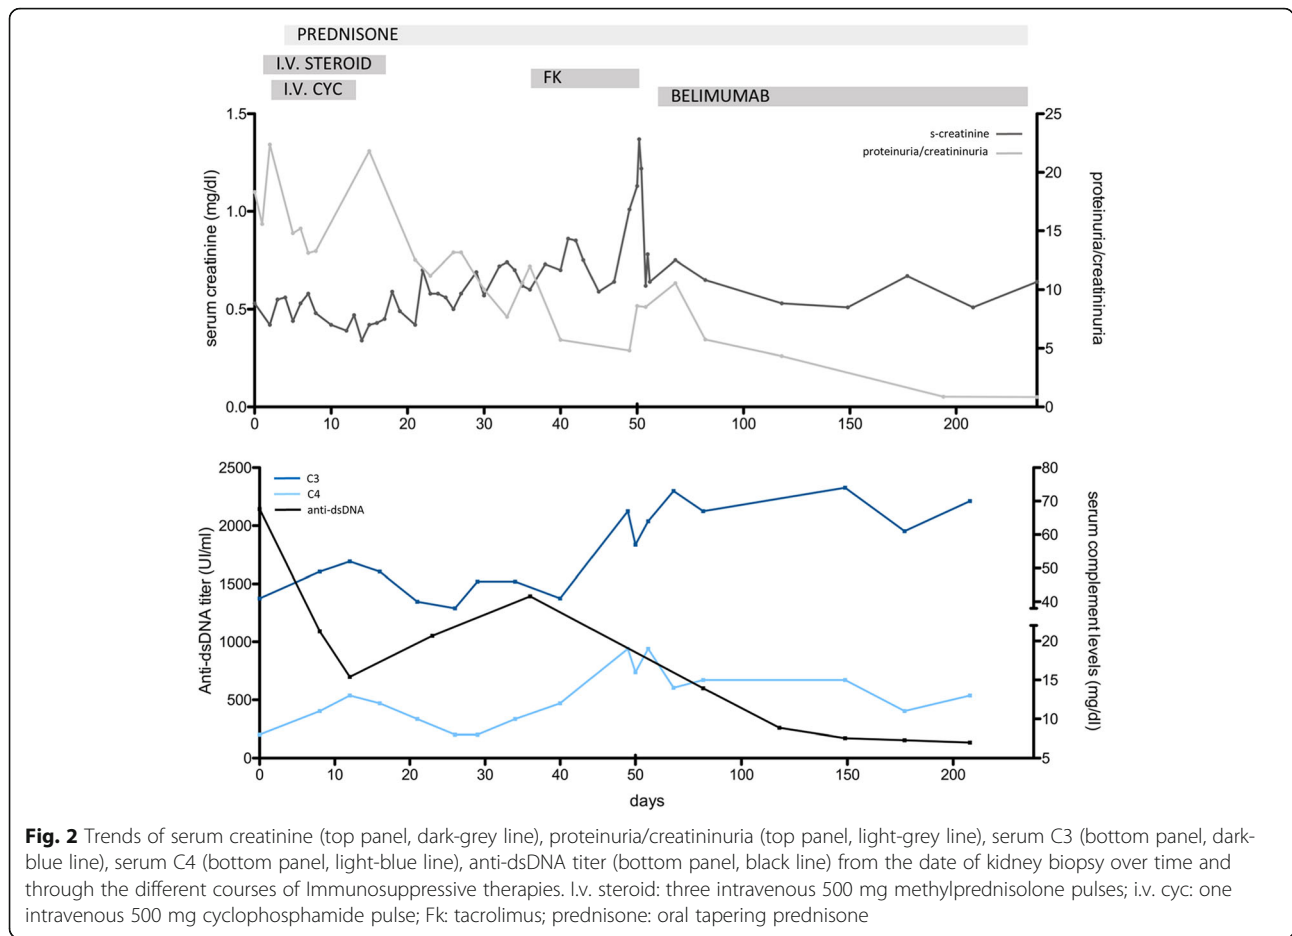 PREDNISONE
I.V. STEROID
I.V. CYC
FK
BELIMUMAB
1.5
1.0
0.5
0.0
serum creatinine (mg/dl)
s-creatinine
proteinuria/creatininuria
25
20
15
10
5
0
proteinuria/creatininuria
0 10 20 30 40 50 100 150 200
2500
2000
1500
1000
500
0
Anti-dsDNA titer (UI/ml)
C3
C4
anti-dsDNA
80
70
60
50
40
20
15
10
5
serum complement levels (mg/dl)
0 10 20 30 40 50 100 150 200
days
Fig. 2 Trends of serum creatinine (top panel, dark-grey line), proteinuria/creatininuria (top panel, light-grey line), serum C3 (bottom panel, dark-
blue line), serum C4 (bottom panel, light-blue line), anti-dsDNA titer (bottom panel, black line) from the date of kidney biopsy over time and
through the different courses of Immunosuppressive therapies. I.v. steroid: three intravenous 500 mg methylprednisolone pulses; i.v. cyc: one
intravenous 500 mg cyclophosphamide pulse; Fk: tacrolimus; prednisone: oral tapering prednisone